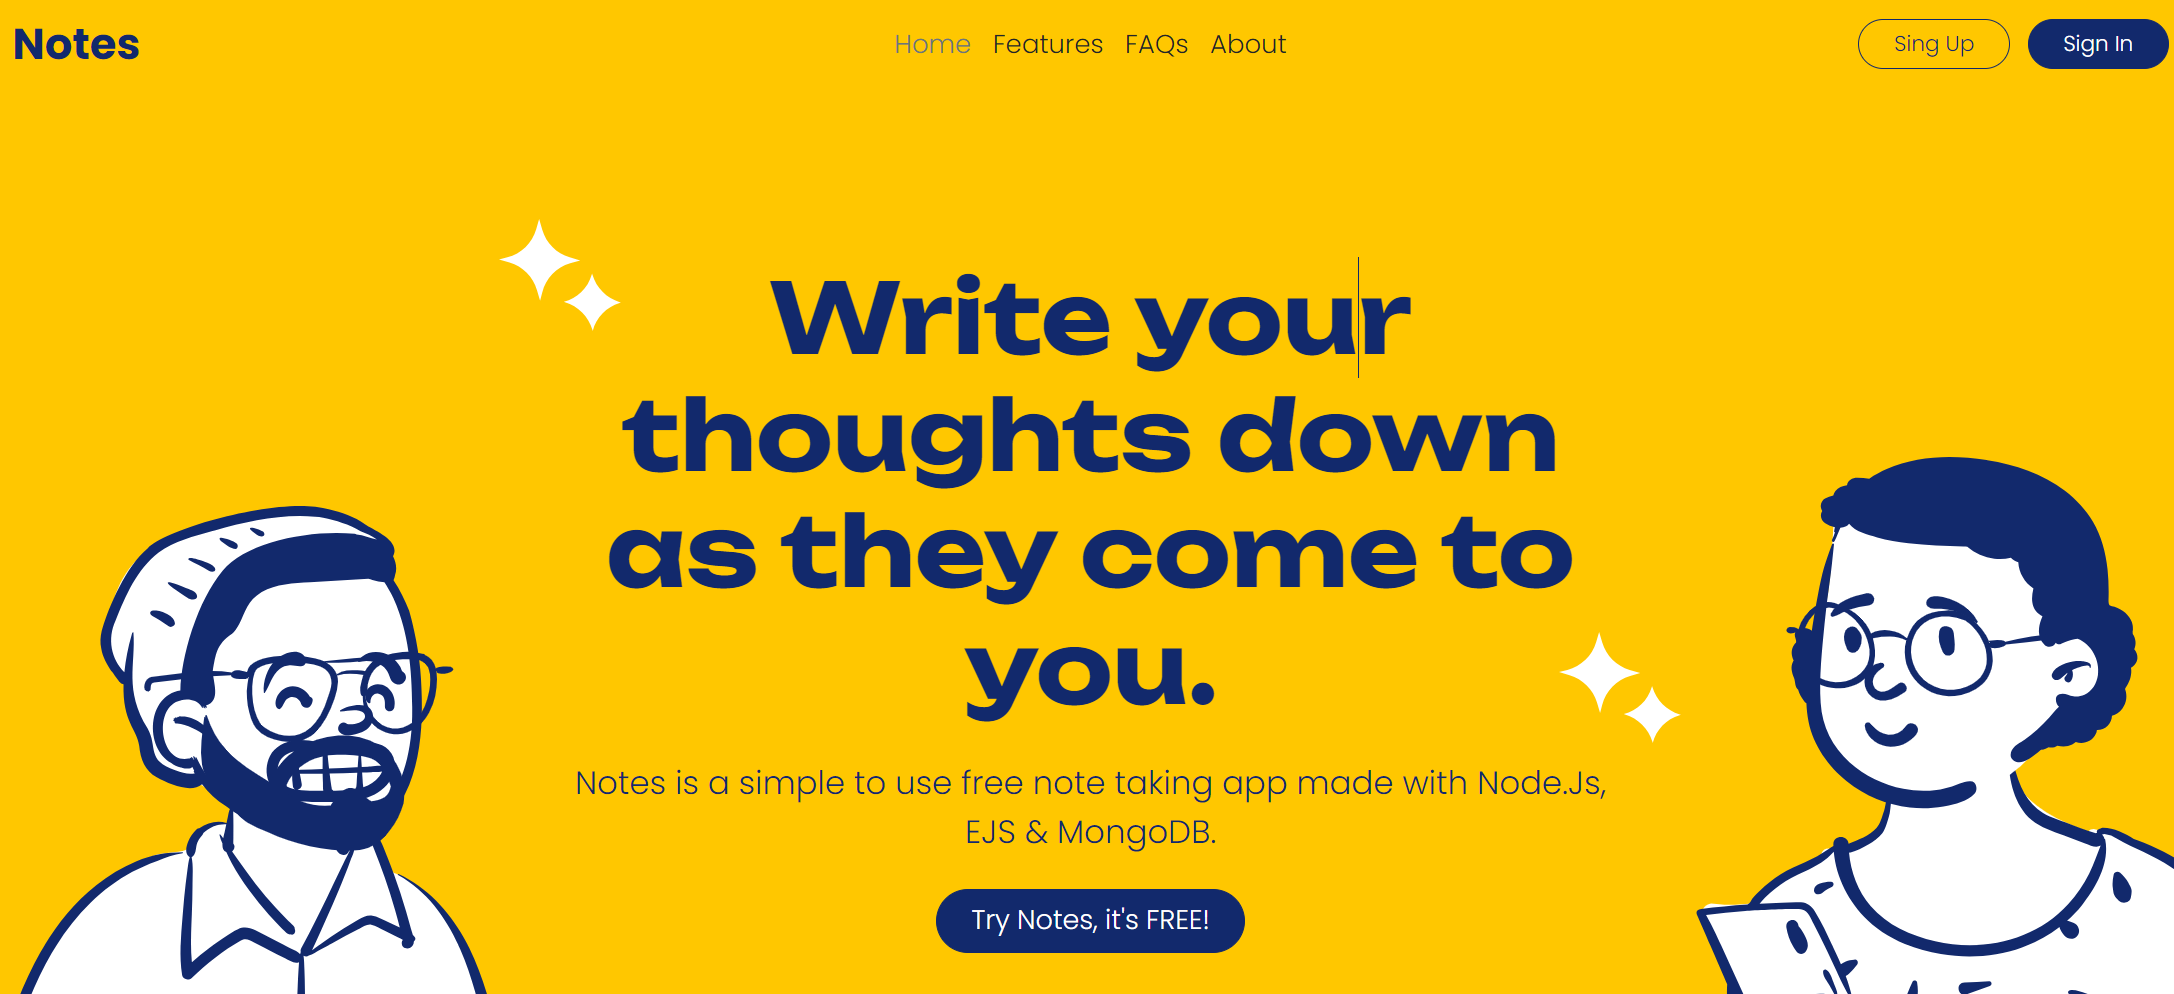 Notes
Home Features FAQs About
Sing Up
Sign In
Write your
thoughts down
as they come to
you.
Notes is a simple to use free note taking app made with Node.Js,
EJS & MongoDB.
Try Notes, it's FREE!